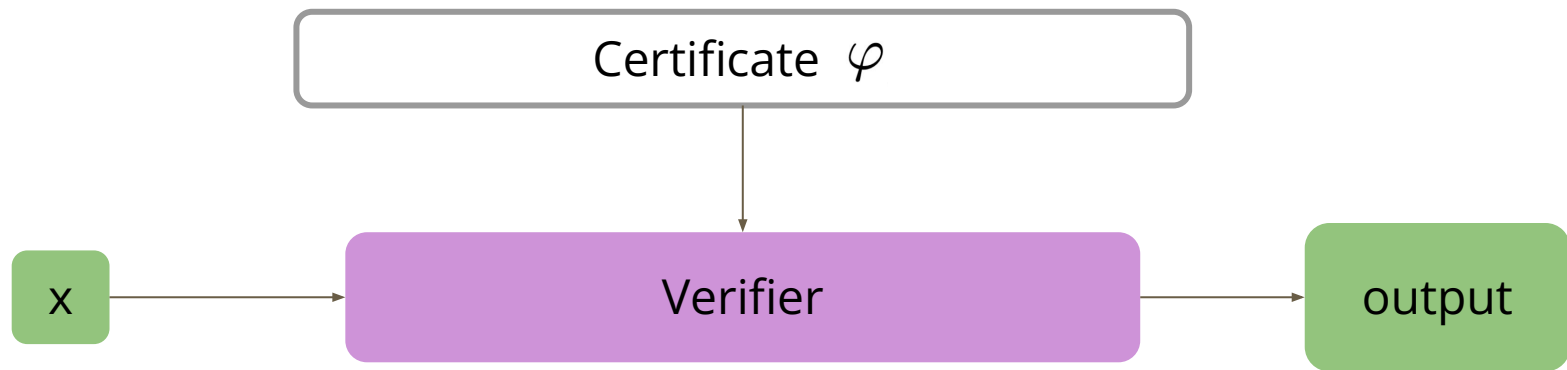 Certificate φ
x
Verifier
output